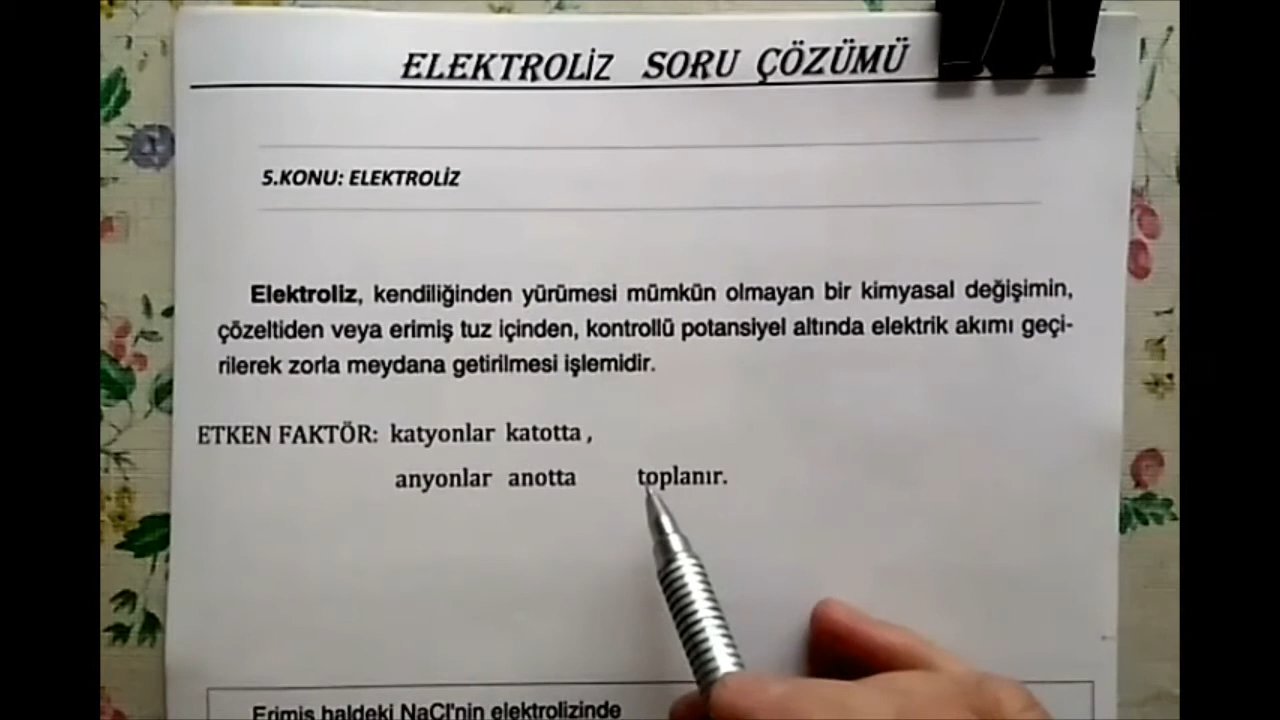 ELEKTROLİZ SORU ÇÖZÜMÜ
5.KONU: ELEKTROLİZ
Elektroliz, kendiliğinden yürümesi mümkün olmayan bir kimyasal değişimin,
çözeltiden veya erimiş tuz içinden, kontrollü potansiyel altında elektrik akımı geçi-
rilerek zorla meydana getirilmesi işlemidir.
ETKEN FAKTÖR: katyonlar katotta ,
anyonlar anotta toplanır.
Erimiş haldeki NaCl'nin elektrolizinde